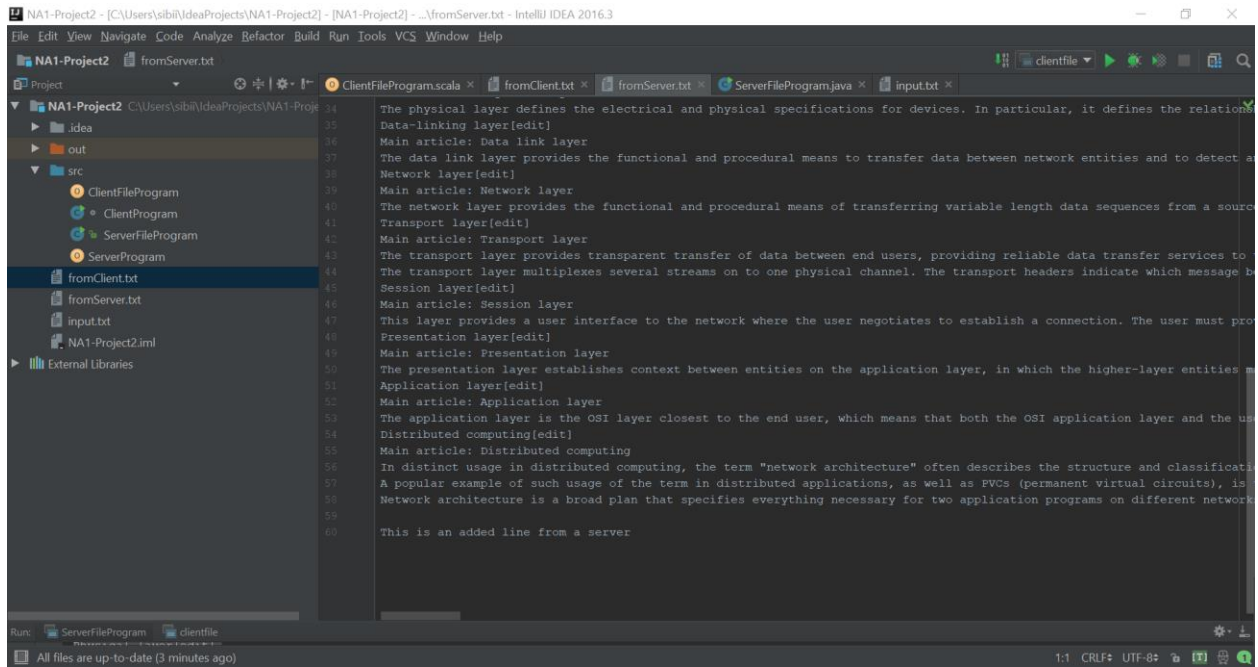 NA1-Project2 - [C:\Users\sibii\IdeaProjects\NA1-Project2] - [NA1-Project2] - ...\fromServer.txt - IntelliJ IDEA 2016.3
File Edit View Navigate Code Analyze Refactor Build Run Tools VCS Window Help
NA1-Project2 fromServer.txt clientfile
Project ClientFileProgram.scala fromClient.txt fromServer.txt ServerFileProgram.java input.txt
NA1-Project2 C:\Users\sibii\IdeaProjects\NA1-Proje
.idea
out
src
ClientFileProgram
ClientProgram
ServerFileProgram
ServerProgram
fromClient.txt
fromServer.txt
input.txt
NA1-Project2.iml
External Libraries
34 The physical layer defines the electrical and physical specifications for devices. In particular, it defines the relations
35 Data-linking layer[edit]
36 Main article: Data link layer
37 The data link layer provides the functional and procedural means to transfer data between network entities and to detect a
38 Network layer[edit]
39 Main article: Network layer
40 The network layer provides the functional and procedural means of transferring variable length data sequences from a sourc
41 Transport layer[edit]
42 Main article: Transport layer
43 The transport layer provides transparent transfer of data between end users, providing reliable data transfer services to
44 The transport layer multiplexes several streams on to one physical channel. The transport headers indicate which message b
45 Session layer[edit]
46 Main article: Session layer
47 This layer provides a user interface to the network where the user negotiates to establish a connection. The user must pro
48 Presentation layer[edit]
49 Main article: Presentation layer
50 The presentation layer establishes context between entities on the application layer, in which the higher-layer entities m
51 Application layer[edit]
52 Main article: Application layer
53 The application layer is the OSI layer closest to the end user, which means that both the OSI application layer and the us
54 Distributed computing[edit]
55 Main article: Distributed computing
56 In distinct usage in distributed computing, the term "network architecture" often describes the structure and classificati
57 A popular example of such usage of the term in distributed applications, as well as PVCs (permanent virtual circuits), is
58 Network architecture is a broad plan that specifies everything necessary for two application programs on different network
59
60 This is an added line from a server
Run: ServerFileProgram clientfile
All files are up-to-date (3 minutes ago) 1:1 CRLF UTF-8 [T] 1